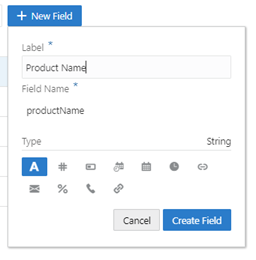 + New Field
Label *
Product Name
Field Name *
productName
Type String
A # %
Cancel Create Field